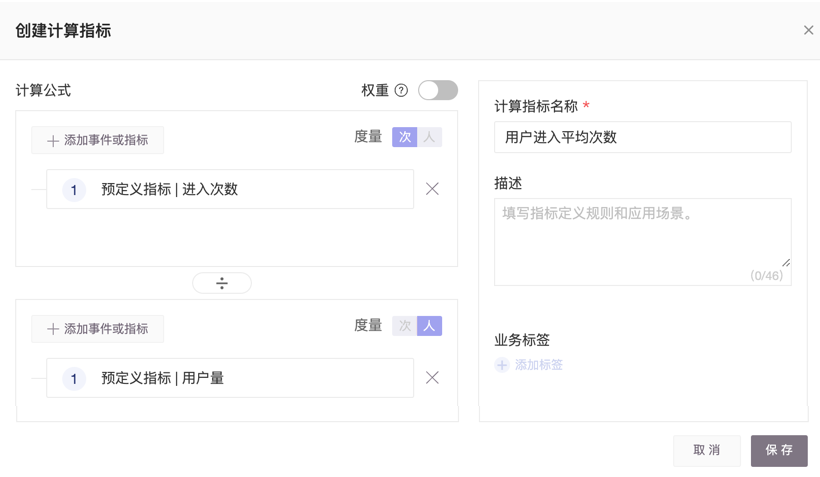 创建计算指标
计算公式
权重 ?
添加事件或指标
度量 次 人
1 预定义指标 | 进入次数
÷
添加事件或指标
度量 次 人
1 预定义指标 | 用户量
计算指标名称 *
用户进入平均次数
描述
填写指标定义规则和应用场景。
(0/46)
业务标签
+ 添加标签
取 消
保 存